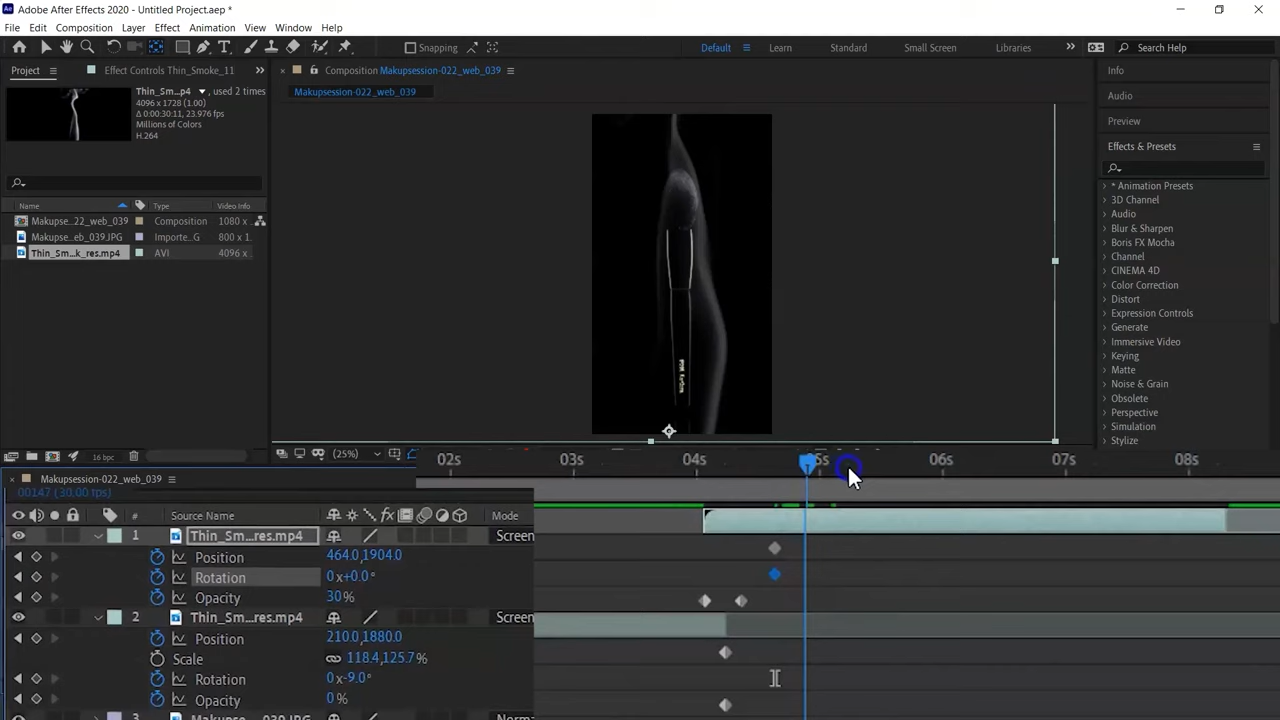 Adobe After Effects 2020 - Untitled Project.aep *
File Edit Composition Layer Effect Animation View Window Help
Snapping Default Learn Standard Small Screen Libraries Search Help
Project Effect Controls Thin_Smoke_11 Composition Makupsession-022_web_039
Thin_Sm...p4 , used 2 times
4096 x 1728 (1.00)
Δ 0:00:30:11, 23.976 fps
Millions of Colors
H.264
Makupsession-022_web_039
Name Type Video Info
Makupse...22_web_039 Composition 1080 x
Makupse...eb_039.JPG Importe...G 800 x 1
Thin_Sm...k_res.mp4 AVI 4096 x
16 bpc
(25%)
Info
Audio
Preview
Effects & Presets
* Animation Presets
3D Channel
Audio
Blur & Sharpen
Boris FX Mocha
Channel
CINEMA 4D
Color Correction
Distort
Expression Controls
Generate
Immersive Video
Keying
Matte
Noise & Grain
Obsolete
Perspective
Simulation
Stylize
Makupsession-022_web_039
02s 03s 04s 05s 06s 07s 08s
00147 (30.00 fps)
# Source Name Mode
1 Thin_Sm...res.mp4 Screen
Position 464.0,1904.0
Rotation 0x+0.0°
Opacity 30%
2 Thin_Sm...res.mp4 Screen
Position 210.0,1880.0
Scale 118.4,125.7%
Rotation 0x-9.0°
Opacity 0%